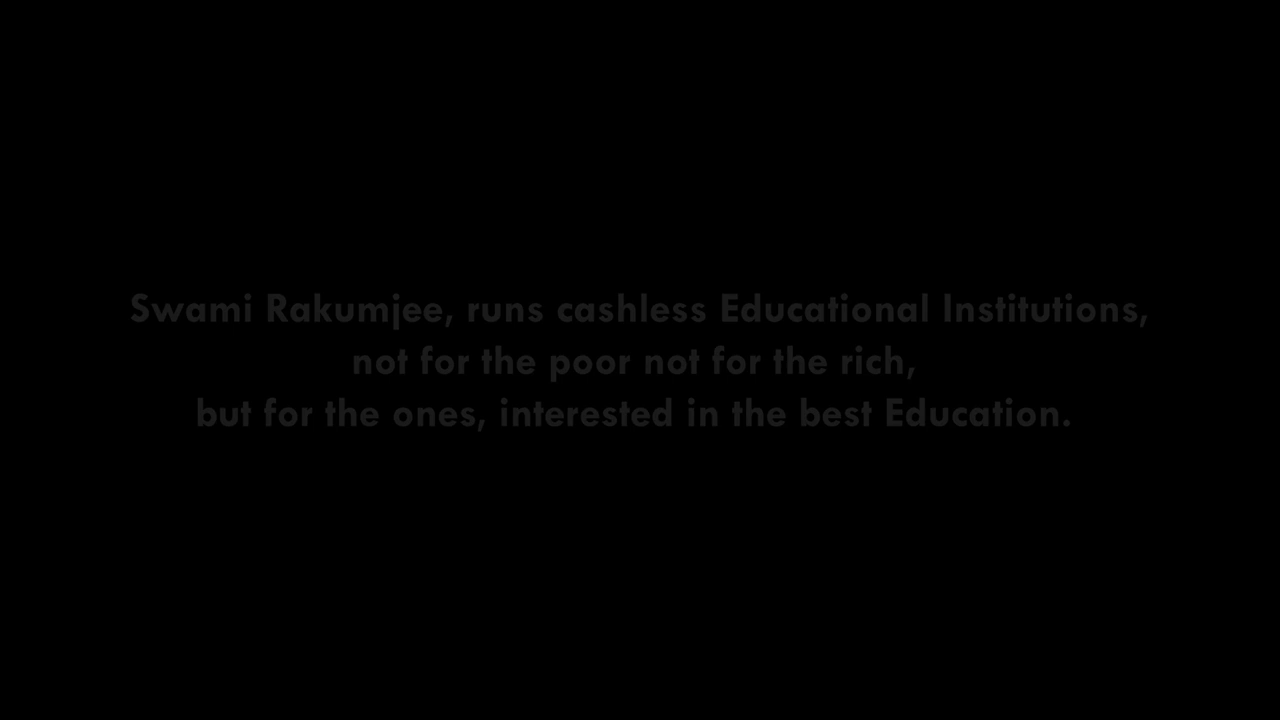 Swami Rakumjee, runs cashless Educational Institutions,
not for the poor not for the rich,
but for the ones, interested in the best Education.